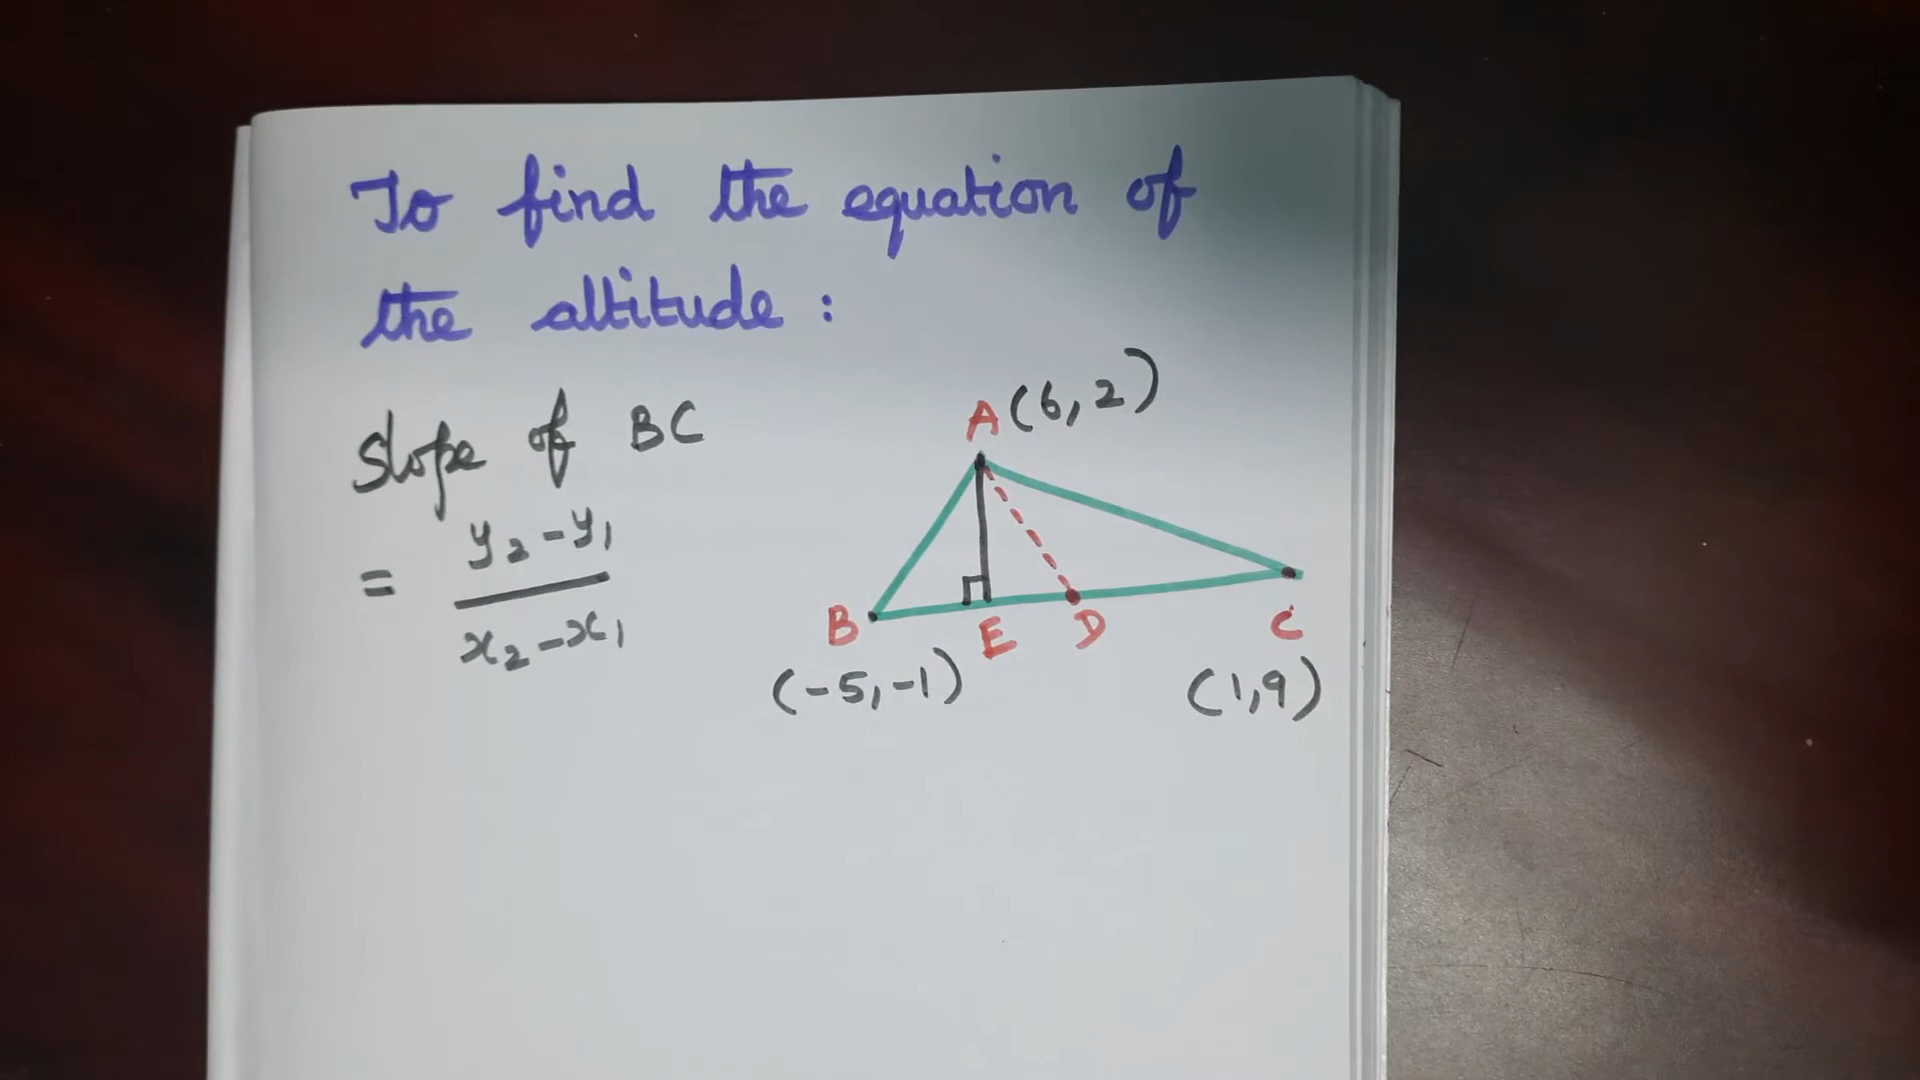 To find the equation of
the altitude :
Slope of BC
= y₂-y₁
x₂-x₁
A (6,2)
B E D C
(-5,-1) (1,9)